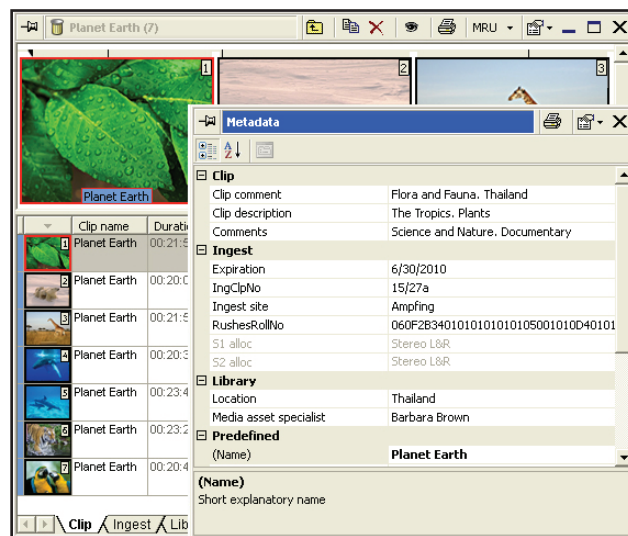 Planet Earth (7)
MRU
1
2
3
Planet Earth
Metadata
Clip
Clip comment Flora and Fauna. Thailand
Clip description The Tropics. Plants
Comments Science and Nature. Documentary
Ingest
Expiration 6/30/2010
IngClpNo 15/27a
Ingest site Ampfing
RushesRollNo 060F2B3401010101010105001010D40101
S1 alloc Stereo L&R
S2 alloc Stereo L&R
Library
Location Thailand
Media asset specialist Barbara Brown
Predefined
(Name) Planet Earth
(Name)
Short explanatory name
Clip name Duratio
1 Planet Earth 00:21:5
2 Planet Earth 00:20:0
3 Planet Earth 00:21:5
4 Planet Earth 00:20:3
5 Planet Earth 00:23:4
6 Planet Earth 00:23:2
7 Planet Earth 00:20:4
Clip Ingest Lib